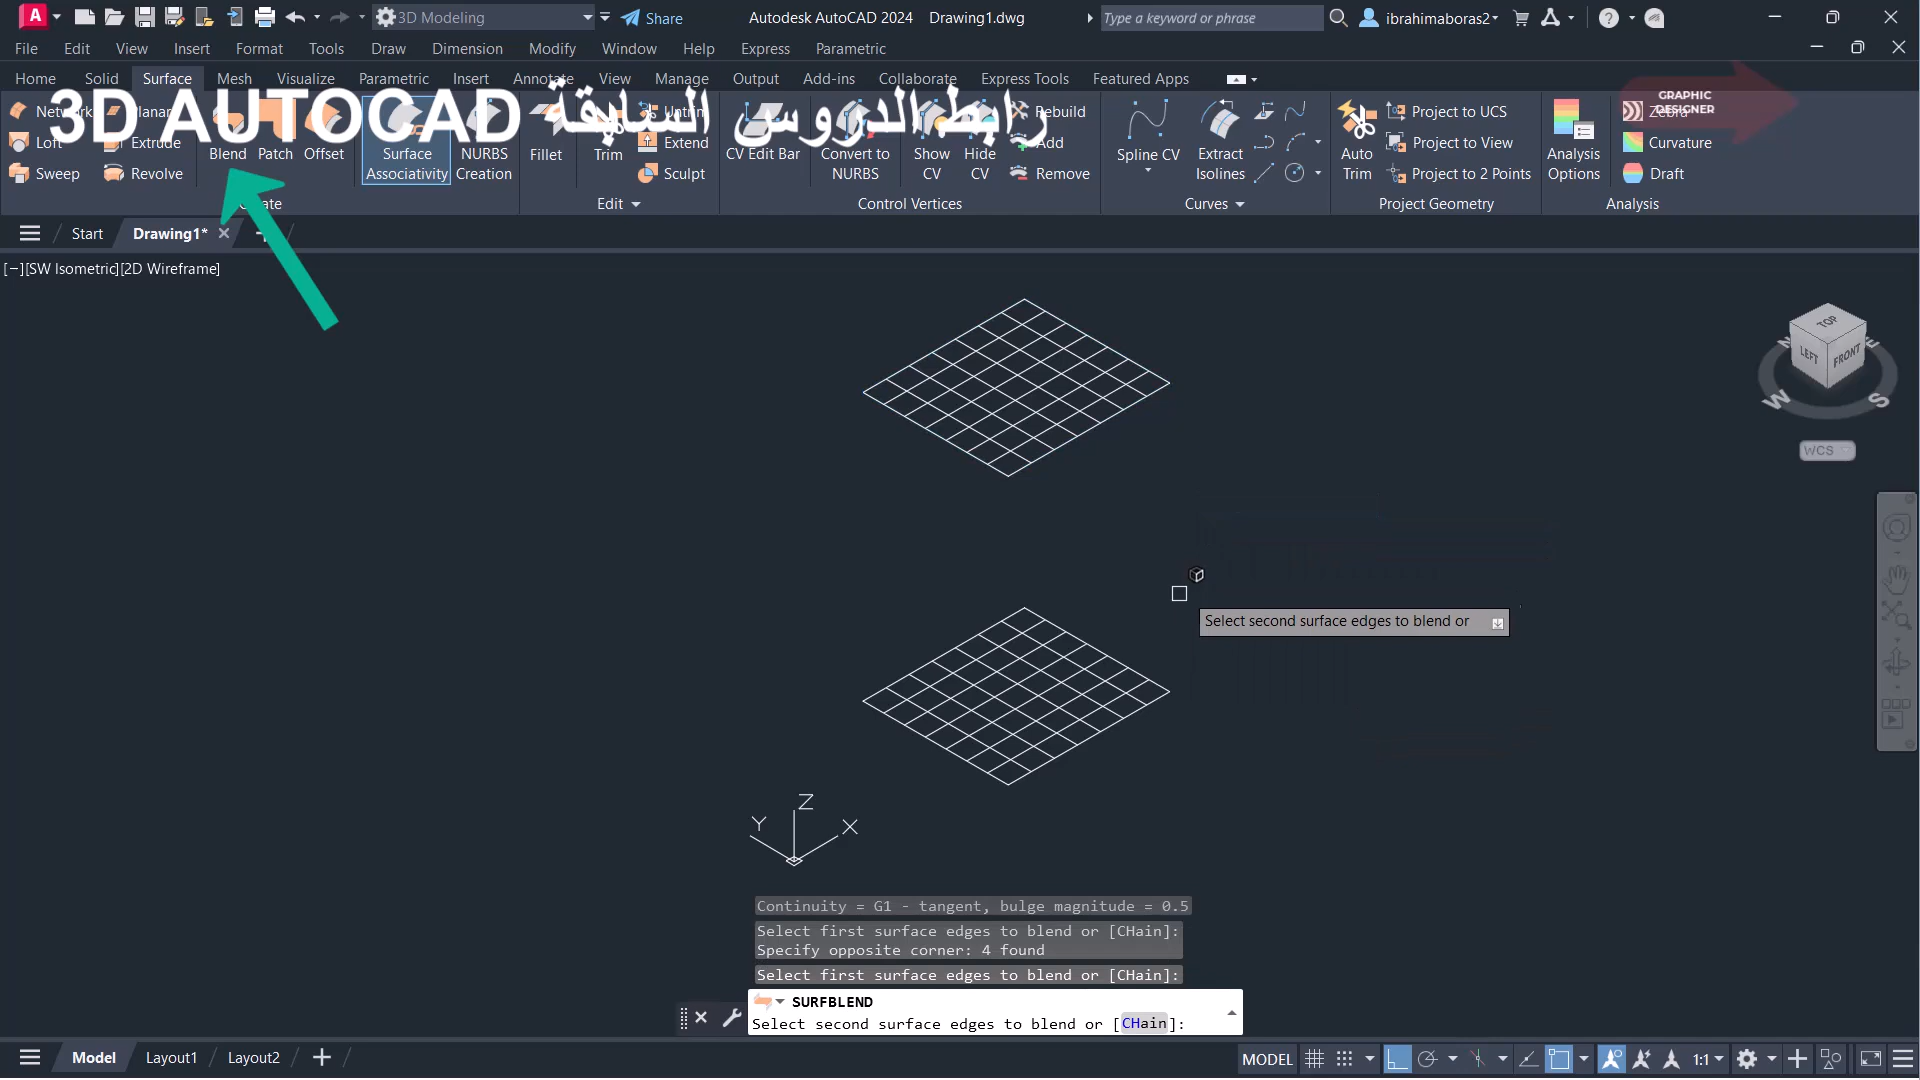 3D Modeling
Share
Autodesk AutoCAD 2024 Drawing1.dwg
Type a keyword or phrase
ibrahimaboras2
File Edit View Insert Format Tools Draw Dimension Modify Window Help Express Parametric
Home Solid Surface Mesh Visualize Parametric Insert Annotate View Manage Output Add-ins Collaborate Express Tools Featured Apps
3D AUTOCAD رابط الدروس السابقة
GRAPHIC
DESIGNER
Network
Loft
Extrude
Sweep
Revolve
Blend
Patch
Offset
Surface
Associativity
NURBS
Creation
Fillet
Trim
Untrim
Extend
Sculpt
CV Edit Bar
Convert to
NURBS
Show
CV
Hide
CV
Rebuild
Add
Remove
Spline CV
Extract
Isolines
Auto
Trim
Project to UCS
Project to View
Project to 2 Points
Analysis
Options
Zebra
Curvature
Draft
Edit
Control Vertices
Curves
Project Geometry
Analysis
Start
Drawing1*
[−][SW Isometric][2D Wireframe]
TOP
LEFT
FRONT
W
S
WCS
Select second surface edges to blend or
Z
Y
X
Continuity = G1 - tangent, bulge magnitude = 0.5
Select first surface edges to blend or [CHain]:
Specify opposite corner: 4 found
Select first surface edges to blend or [CHain]:
SURFBLEND
Select second surface edges to blend or [CHain]:
Model
Layout1
Layout2
MODEL
1:1